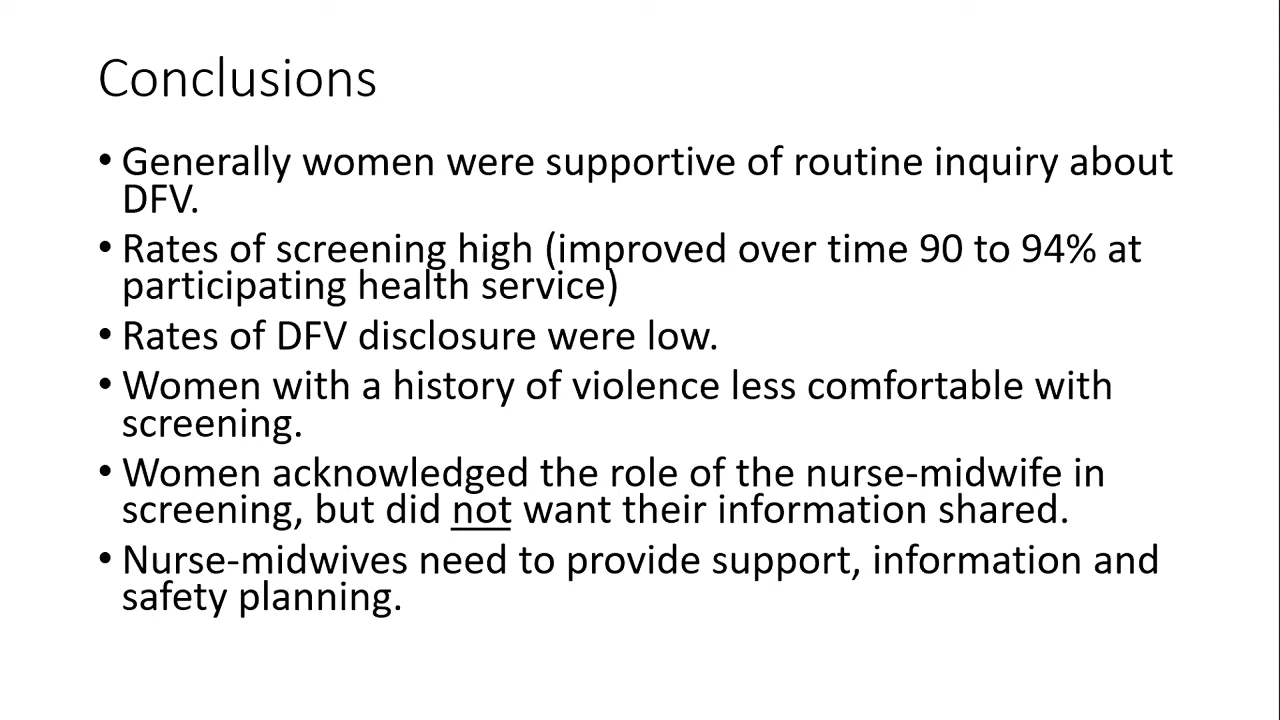 Conclusions
• Generally women were supportive of routine inquiry about
DFV.
• Rates of screening high (improved over time 90 to 94% at
participating health service)
• Rates of DFV disclosure were low.
• Women with a history of violence less comfortable with
screening.
• Women acknowledged the role of the nurse-midwife in
screening, but did not want their information shared.
• Nurse-midwives need to provide support, information and
safety planning.